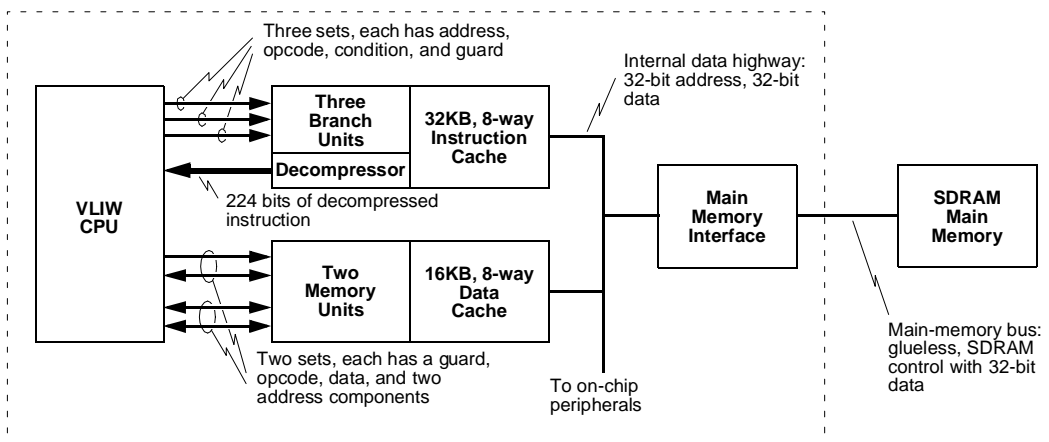 Three sets, each has address,
opcode, condition, and guard
Internal data highway:
32-bit address, 32-bit
data
Three
Branch
Units
32KB, 8-way
Instruction
Cache
Decompressor
224 bits of decompressed
instruction
VLIW
CPU
Main
Memory
Interface
SDRAM
Main
Memory
Two
Memory
Units
16KB, 8-way
Data
Cache
Two sets, each has a guard,
opcode, data, and two
address components
To on-chip
peripherals
Main-memory bus:
glueless, SDRAM
control with 32-bit
data